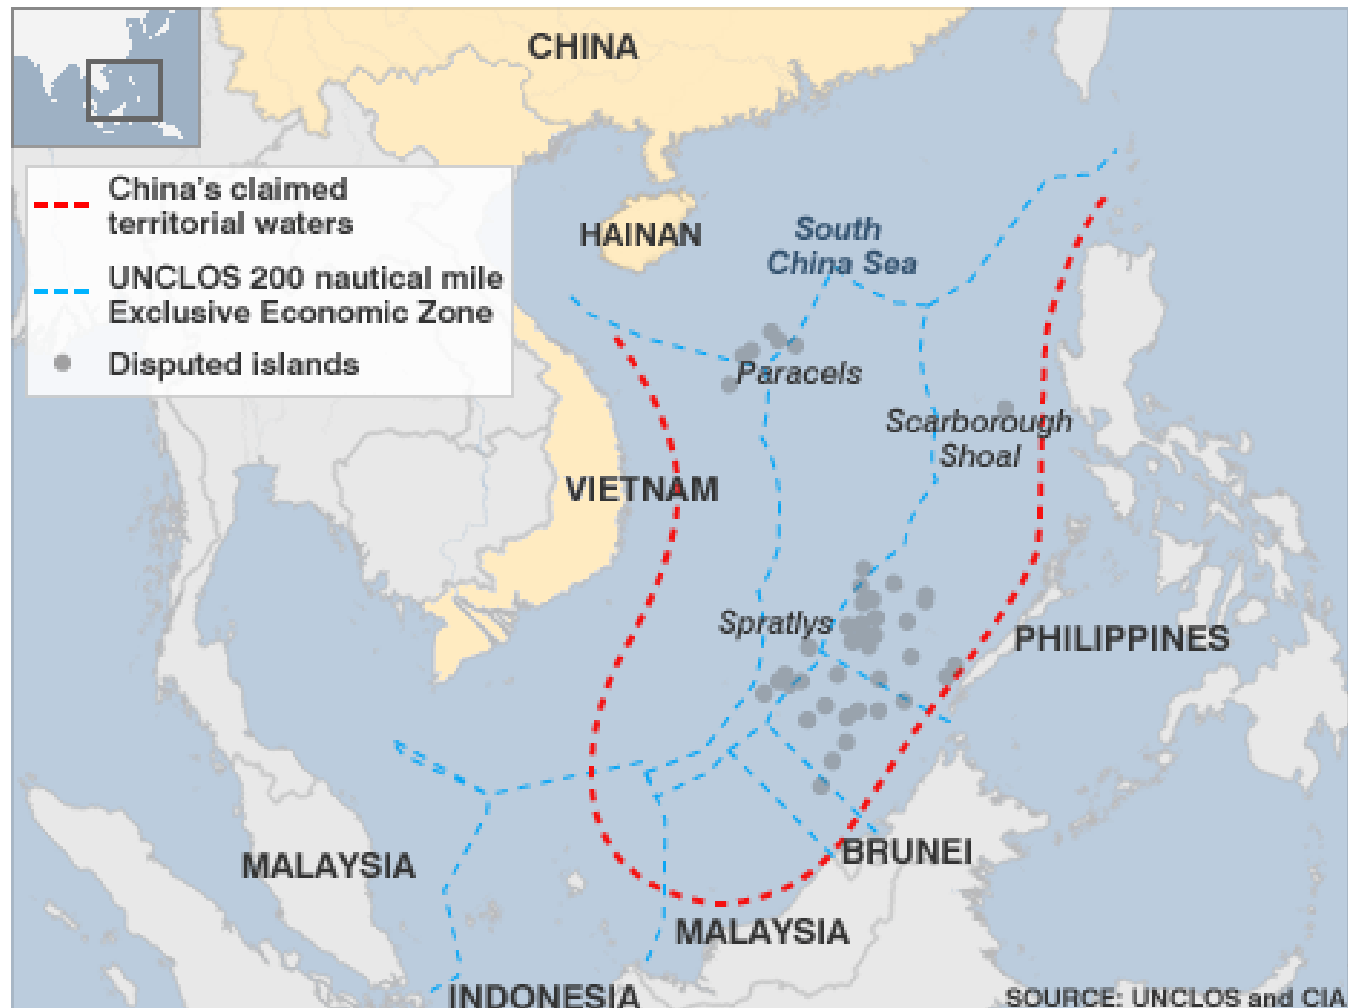 CHINA
China's claimed
territorial waters
UNCLOS 200 nautical mile
Exclusive Economic Zone
Disputed islands
HAINAN
South
China Sea
Paracels
Scarborough
Shoal
VIETNAM
Spratlys
PHILIPPINES
BRUNEI
MALAYSIA
MALAYSIA
INDONESIA
SOURCE: UNCLOS and CIA